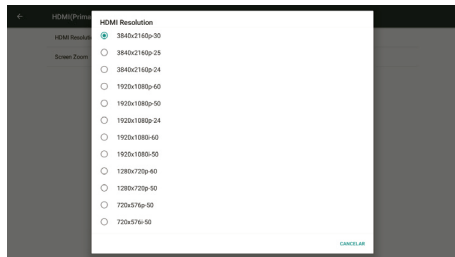 HDMI(Prima
HDMI Resolution
HDMI Resoluti
Screen Zoom
3840x2160p-30
3840x2160p-25
3840x2160p-24
1920x1080p-60
1920x1080p-50
1920x1080p-24
1920x1080i-60
1920x1080i-50
1280x720p-60
1280x720p-50
720x576p-50
720x576i-50
CANCELAR